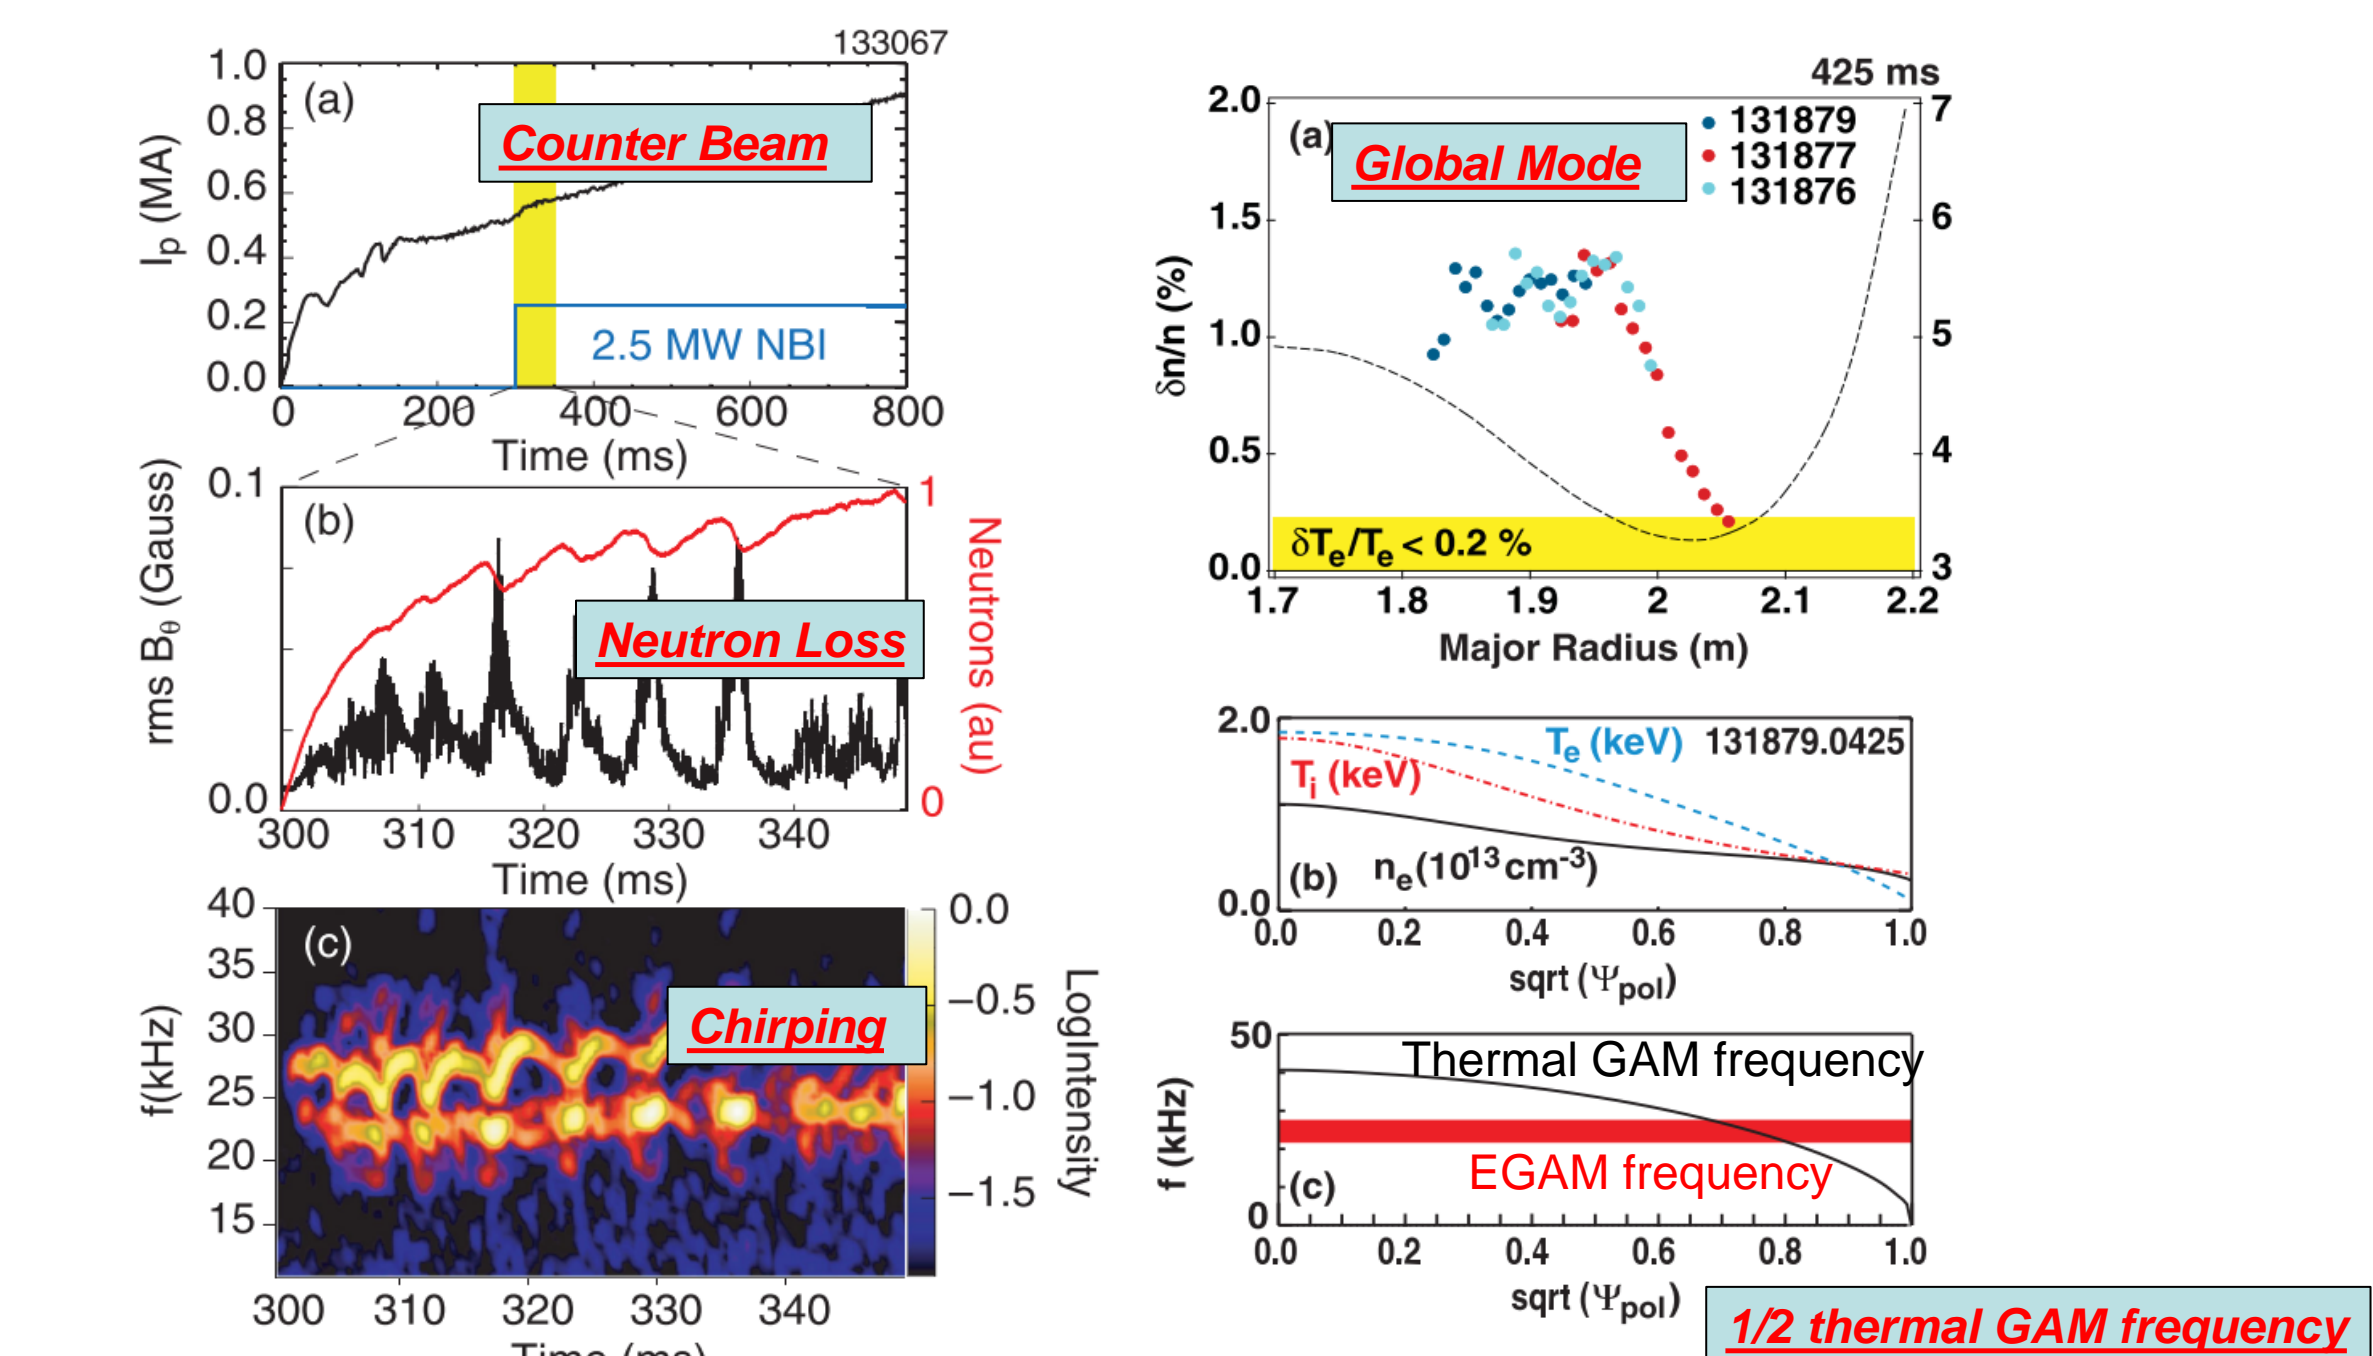 133067
1.0
0.8
0.6
0.4
0.2
0.0
(a)
Counter Beam
2.5 MW NBI
Ip (MA)
0 200 400 600 800
Time (ms)
0.1
0.0
(b)
Neutron Loss
rms Bθ (Gauss)
1
0
Neutrons (au)
300 310 320 330 340
Time (ms)
40
35
30
25
20
15
(c)
Chirping
f(kHz)
0.0
−0.5
−1.0
−1.5
LogIntensity
300 310 320 330 340
Time (ms)
425 ms
2.0
1.5
1.0
0.5
0.0
(a)
Global Mode
131879
131877
131876
7
6
5
4
3
δn/n (%)
δTe/Te < 0.2 %
1.7 1.8 1.9 2 2.1 2.2
Major Radius (m)
2.0
0.0
Te (keV) 131879.0425
Ti (keV)
(b) ne(10¹³cm⁻³)
0.0 0.2 0.4 0.6 0.8 1.0
sqrt (Ψpol)
50
0
Thermal GAM frequency
EGAM frequency
(c)
f (kHz)
0.0 0.2 0.4 0.6 0.8 1.0
sqrt (Ψpol)
1/2 thermal GAM frequency